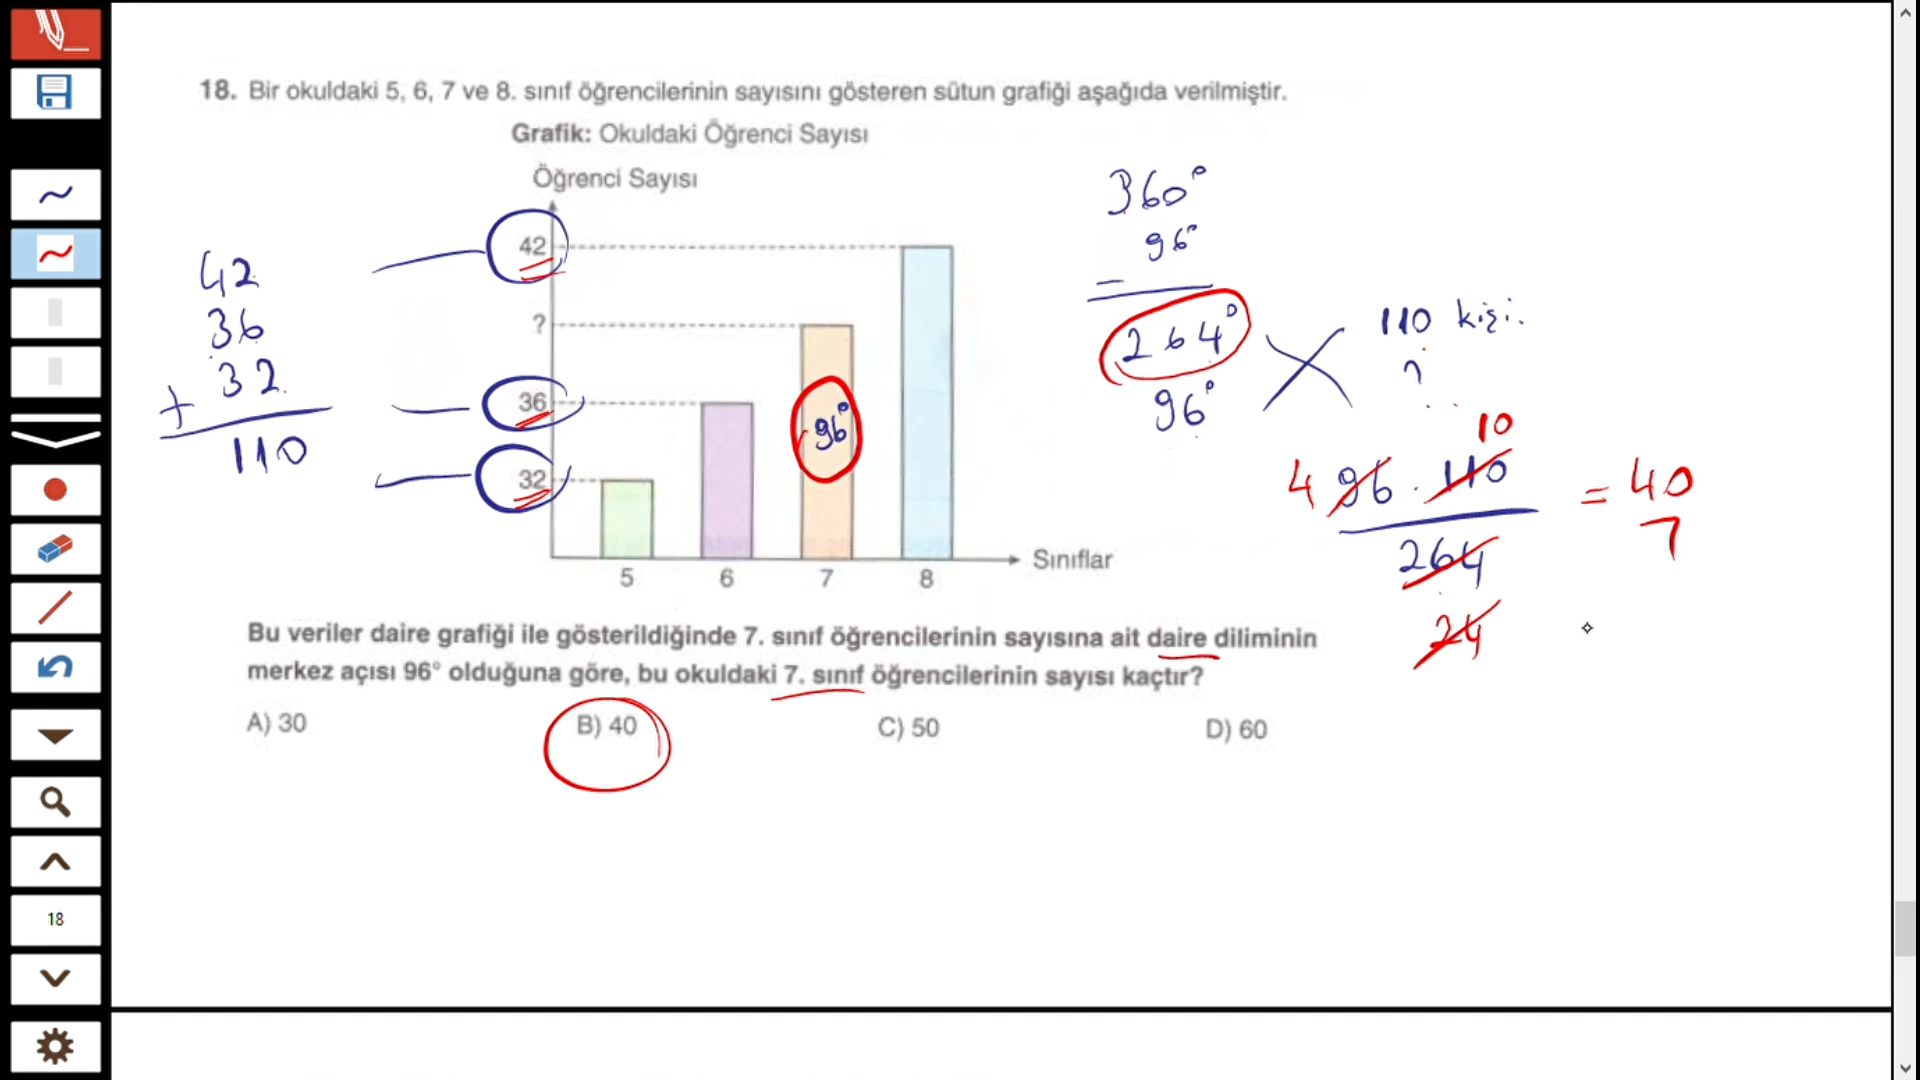 18. Bir okuldaki 5, 6, 7 ve 8. sınıf öğrencilerinin sayısını gösteren sütun grafiği aşağıda verilmiştir.
Grafik: Okuldaki Öğrenci Sayısı
Öğrenci Sayısı
42
?
36
32
96°
5 6 7 8
Sınıflar
42
36
+ 32
110
360°
96°
–
264° 110 kişi.
96° ?
10
4 96 . 110 = 40
264 7
24
Bu veriler daire grafiği ile gösterildiğinde 7. sınıf öğrencilerinin sayısına ait daire diliminin
merkez açısı 96° olduğuna göre, bu okuldaki 7. sınıf öğrencilerinin sayısı kaçtır?
A) 30 B) 40 C) 50 D) 60
18